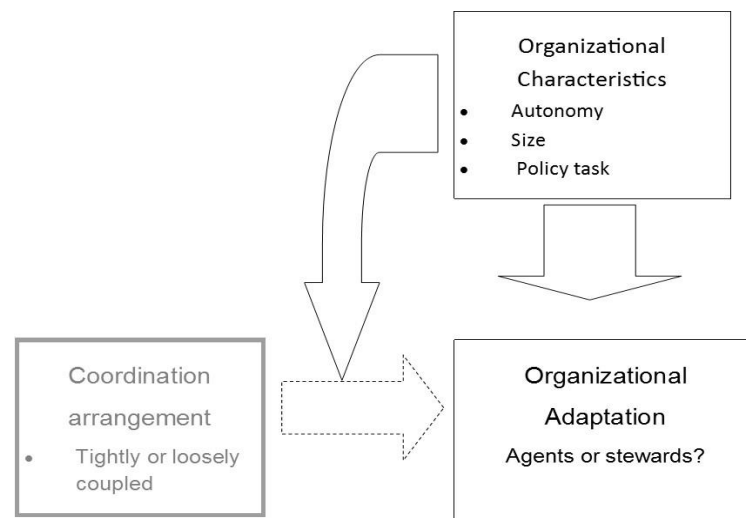 Organizational
Characteristics
• Autonomy
• Size
• Policy task
Coordination
arrangement
• Tightly or loosely
coupled
Organizational
Adaptation
Agents or stewards?